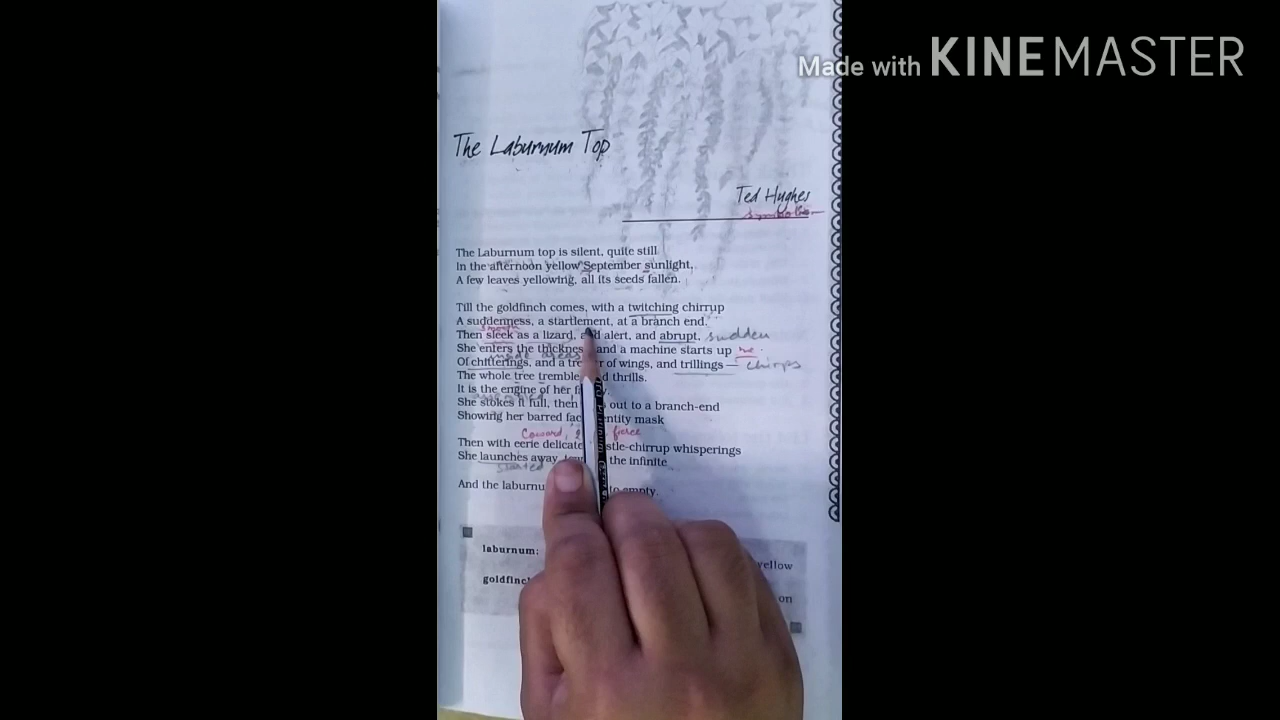 Made with KINEMASTER
The Laburnum Top
Ted Hughes
The Laburnum top is silent, quite still
In the afternoon yellow September sunlight,
A few leaves yellowing, all its seeds fallen.
Till the goldfinch comes, with a twitching chirrup
A suddenness, a startlement, at a branch end.
smooth
Then sleek as a lizard, and alert, and abrupt, sudden
She enters the thickness and a machine starts up
Of chitterings, and a tremor of wings, and trillings — chirps
The whole tree trembles and thrills.
It is the engine of her family.
She stokes it full, then out to a branch-end
Showing her barred face identity mask
fierce
Then with eerie delicate whistle-chirrup whisperings
She launches away, the infinite
started
And the laburnum to empty.
laburnum:
yellow
goldfinch
on